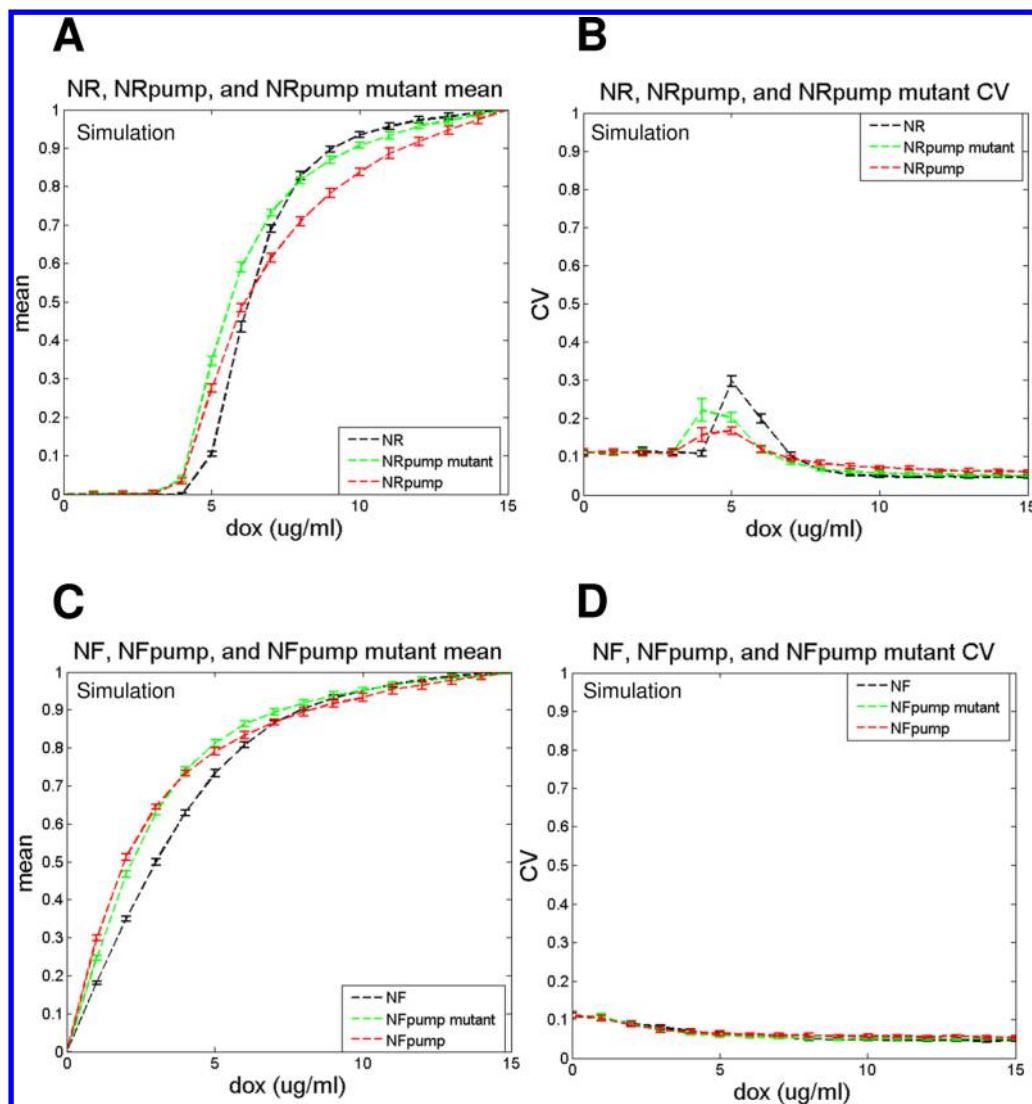 A
NR, NRpump, and NRpump mutant mean
Simulation
1
0.9
0.8
0.7
0.6
0.5
0.4
0.3
0.2
0.1
0
mean
0
5
10
15
dox (ug/ml)
NR
NRpump mutant
NRpump
B
NR, NRpump, and NRpump mutant CV
Simulation
NR
NRpump mutant
NRpump
1
0.9
0.8
0.7
0.6
0.5
0.4
0.3
0.2
0.1
0
CV
0
5
10
15
dox (ug/ml)
C
NF, NFpump, and NFpump mutant mean
Simulation
1
0.9
0.8
0.7
0.6
0.5
0.4
0.3
0.2
0.1
0
mean
NF
NFpump mutant
NFpump
0
5
10
15
dox (ug/ml)
D
NF, NFpump, and NFpump mutant CV
Simulation
NF
NFpump mutant
NFpump
1
0.9
0.8
0.7
0.6
0.5
0.4
0.3
0.2
0.1
0
CV
0
5
10
15
dox (ug/ml)